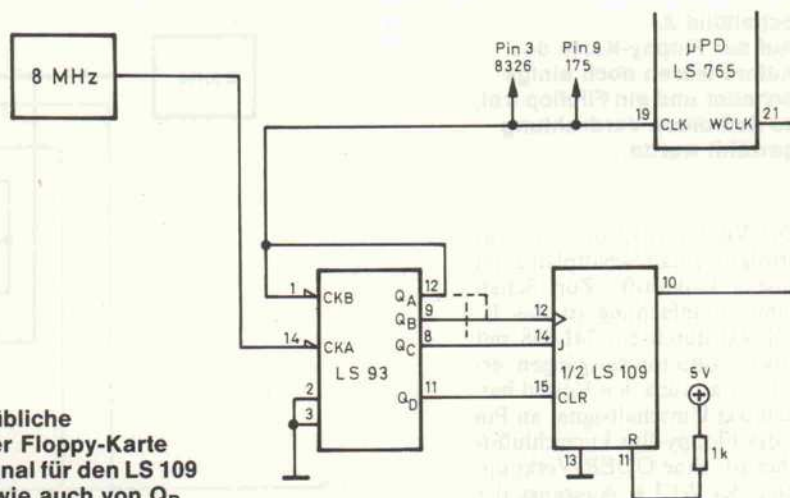 8 MHz
Pin 3
8326
Pin 9
175
µPD
LS 765
19 CLK WCLK 21
1 CKB QA 12
QB 9
14 CKA QC 8
LS 93
2
3
QD 11
10
12
14 J
1/2 LS 109
15 CLR
K
13 11
5 V
1 k
übliche
er Floppy-Karte
nal für den LS 109
wie auch von QB